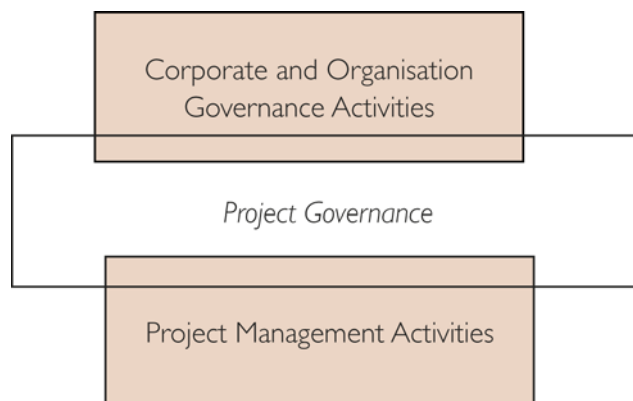 Corporate and Organisation
Governance Activities
Project Governance
Project Management Activities